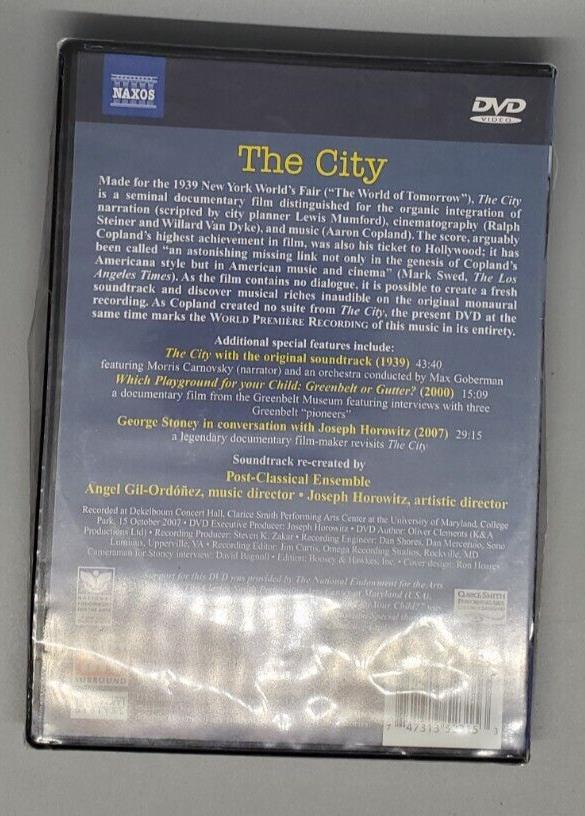 NAXOS
DVD
VIDEO
The City
Made for the 1939 New York World's Fair ("The World of Tomorrow"), The City
is a seminal documentary film distinguished for the organic integration of
narration (scripted by city planner Lewis Mumford), cinematography (Ralph
Steiner and Willard Van Dyke), and music (Aaron Copland). The score, arguably
Copland's highest achievement in film, was also his ticket to Hollywood; it has
been called "an astonishing missing link not only in the genesis of Copland's
Americana style but in American music and cinema" (Mark Swed, The Los
Angeles Times). As the film contains no dialogue, it is possible to create a fresh
soundtrack and discover musical riches inaudible on the original monaural
recording. As Copland created no suite from The City, the present DVD at the
same time marks the WORLD PREMIÈRE RECORDING of this music in its entirety.
Additional special features include:
The City with the original soundtrack (1939) 43:40
featuring Morris Carnovsky (narrator) and an orchestra conducted by Max Goberman
Which Playground for your Child: Greenbelt or Gutter? (2000) 15:09
a documentary film from the Greenbelt Museum featuring interviews with three
Greenbelt "pioneers"
George Stoney in conversation with Joseph Horowitz (2007) 29:15
a legendary documentary film-maker revisits The City
Soundtrack re-created by
Post-Classical Ensemble
Angel Gil-Ordóñez, music director • Joseph Horowitz, artistic director
Recorded at Dekelboum Concert Hall, Clarice Smith Performing Arts Center at the University of Maryland, College
Park, 15 October 2007 • DVD Executive Producer: Joseph Horowitz • DVD Author: Oliver Clements (K&A
Productions Ltd) • Recording Producer: Steven K. Zakar • Recording Engineer: Dan Shores, Dan Mercurio, Sono
Luminus, Upperville, VA • Recording Editor: Jim Curtis, Omega Recording Studios, Rockville, MD
Cameraman for Stoney interview: David Bagnall • Edition: Boosey & Hawkes, Inc. • Cover design: Ron Hoares
Support for this DVD was provided by The National Endowment for the Arts
Maryland (USA),
Your Child?"
CLARICE SMITH
SURROUND